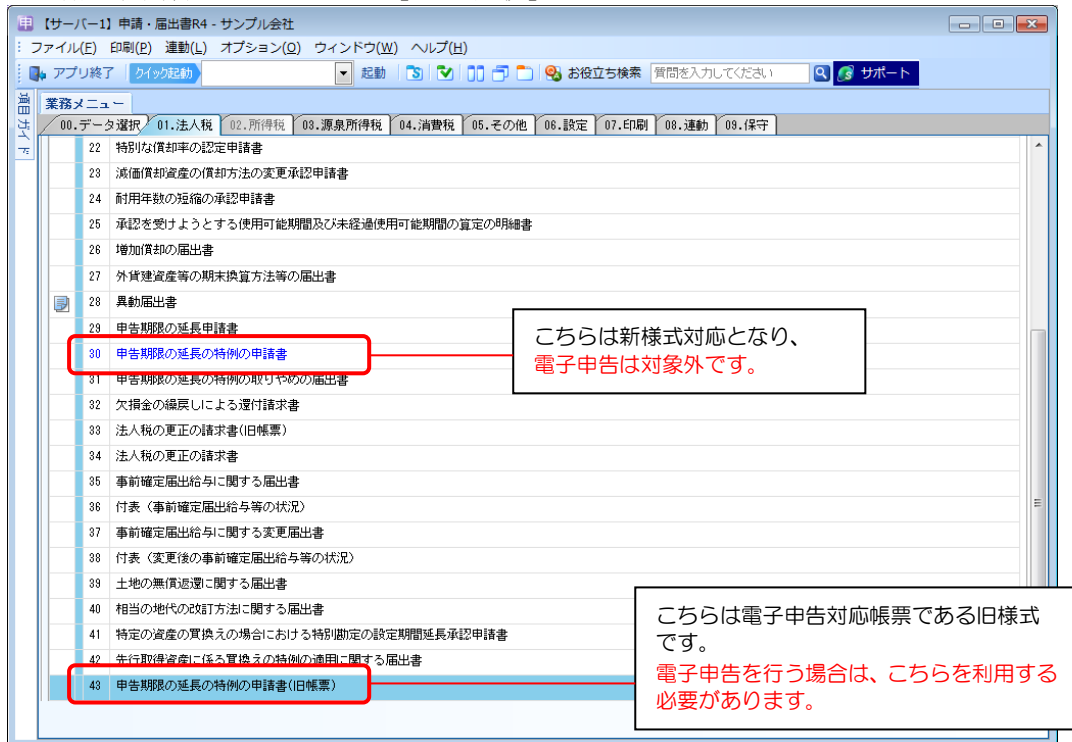 【サーバー1】申請・届出書R4 - サンプル会社
ファイル(F) 印刷(P) 連動(L) オプション(O) ウィンドウ(W) ヘルプ(H)
アプリ終了 クイック起動 起動 お役立ち検索 質問を入力してください サポート
項目ガイド
業務メニュー
00.データ選択 01.法人税 02.所得税 03.源泉所得税 04.消費税 05.その他 06.設定 07.印刷 08.連動 09.保守
22 特別な償却率の認定申請書
23 減価償却資産の償却方法の変更承認申請書
24 耐用年数の短縮の承認申請書
25 承認を受けようとする使用可能期間及び未経過使用可能期間の算定の明細書
26 増加償却の届出書
27 外貨建資産等の期末換算方法等の届出書
28 異動届出書
29 申告期限の延長申請書
30 申告期限の延長の特例の申請書
こちらは新様式対応となり、
電子申告は対象外です。
31 申告期限の延長の特例の取りやめの届出書
32 欠損金の繰戻しによる還付請求書
33 法人税の更正の請求書(旧帳票)
34 法人税の更正の請求書
35 事前確定届出給与に関する届出書
36 付表（事前確定届出給与等の状況）
37 事前確定届出給与に関する変更届出書
38 付表（変更後の事前確定届出給与等の状況）
39 土地の無償返還に関する届出書
40 相当の地代の改訂方法に関する届出書
41 特定の資産の買換えの場合における特別勘定の設定期間延長承認申請書
42 先行取得資産に係る買換えの特例の適用に関する届出書
43 申告期限の延長の特例の申請書(旧帳票)
こちらは電子申告対応帳票である旧様式
です。
電子申告を行う場合は、こちらを利用する
必要があります。